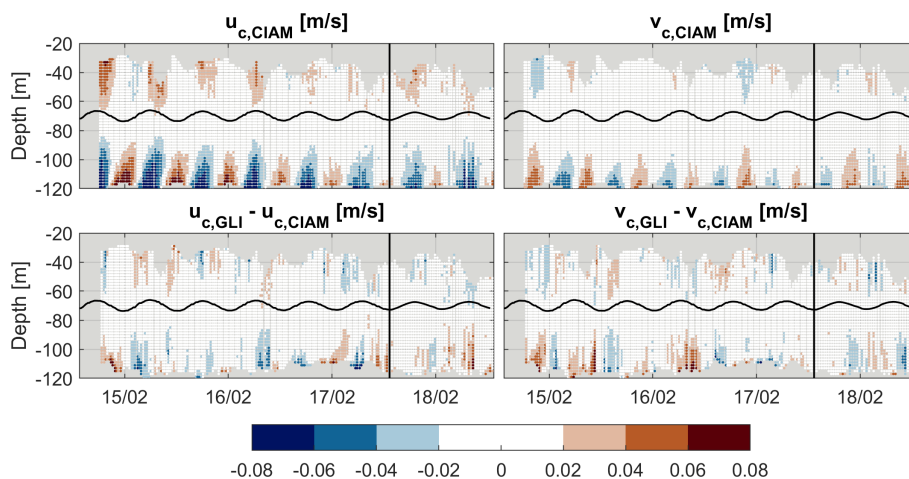 u_c,CIAM [m/s] v_c,CIAM [m/s]
-20
-40
-60
-80
-100
-120
Depth [m]
u_c,GLI - u_c,CIAM [m/s] v_c,GLI - v_c,CIAM [m/s]
-20
-40
-60
-80
-100
-120
Depth [m]
15/02 16/02 17/02 18/02 15/02 16/02 17/02 18/02
-0.08 -0.06 -0.04 -0.02 0 0.02 0.04 0.06 0.08